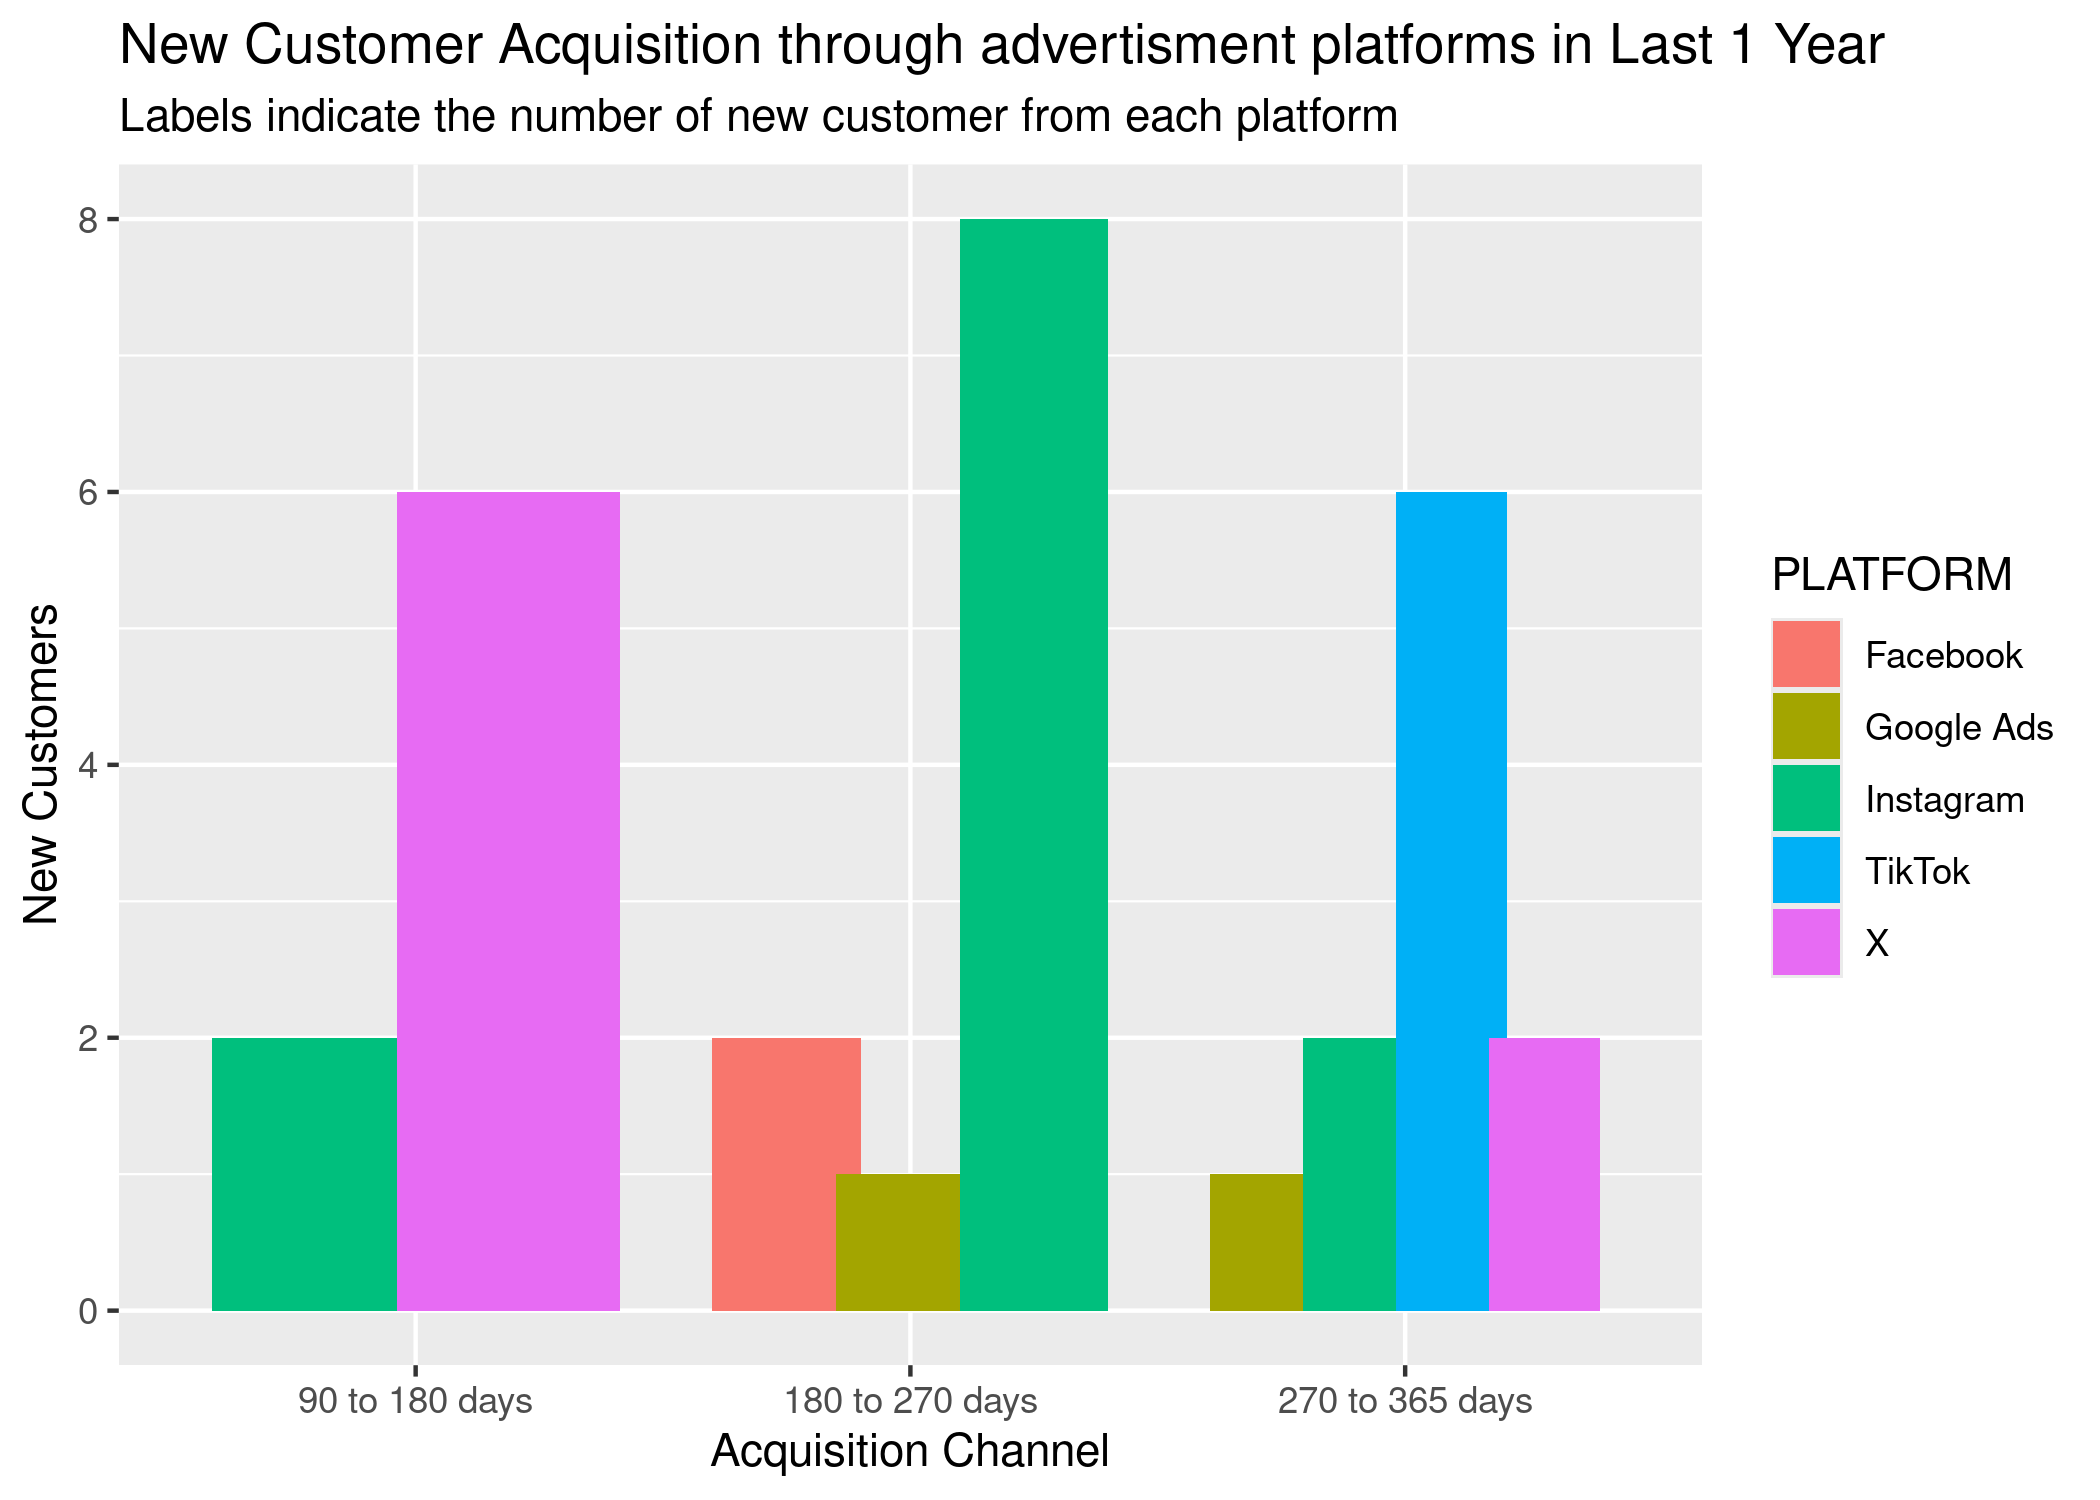 New Customer Acquisition through advertisment platforms in Last 1 Year
Labels indicate the number of new customer from each platform
New Customers
8
6
4
2
0
90 to 180 days
180 to 270 days
270 to 365 days
Acquisition Channel
PLATFORM
Facebook
Google Ads
Instagram
TikTok
X